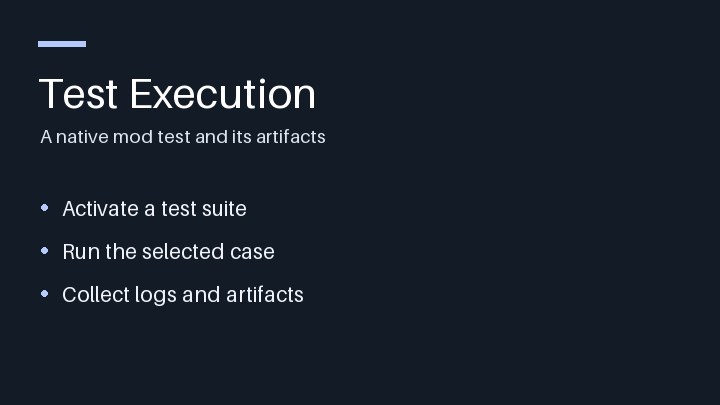 Test Execution
A native mod test and its artifacts
Activate a test suite
Run the selected case
Collect logs and artifacts